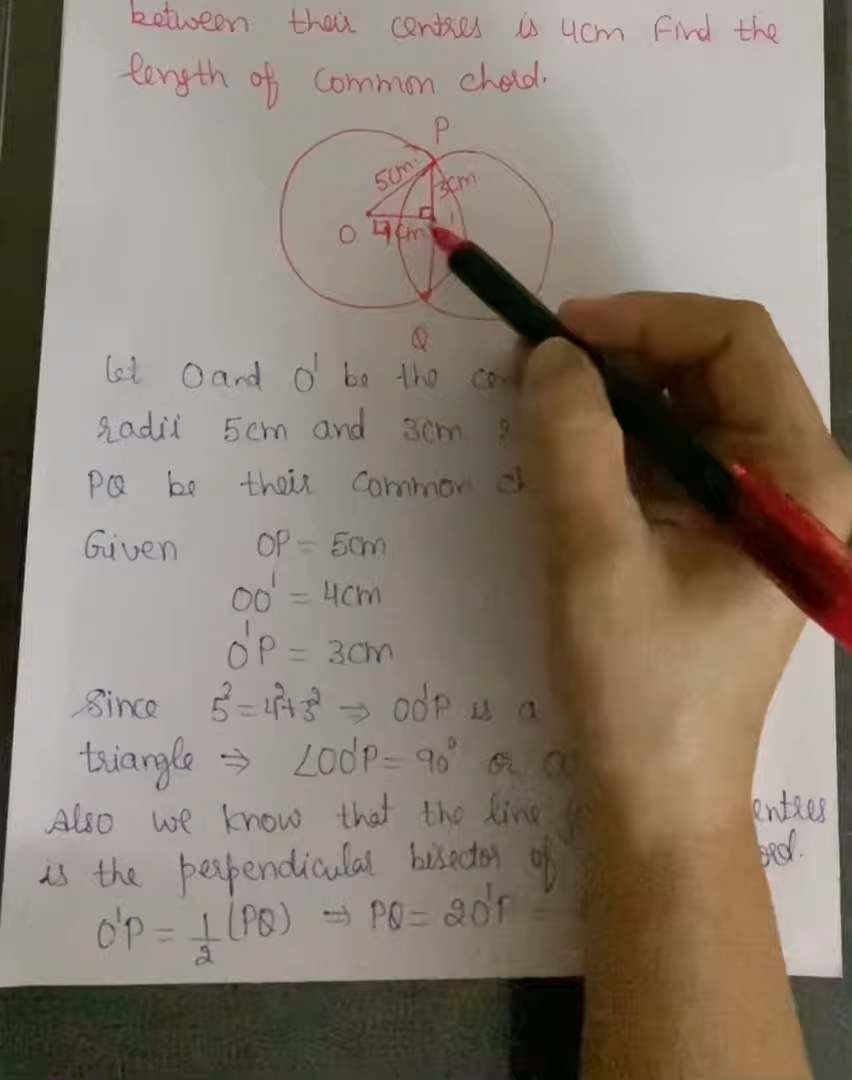 between their centres is 4cm Find the
length of common chord.
P
5cm
3cm
O
4cm
Q
Let O and O' be the
radii 5cm and 3cm
PQ be their common
Given OP = 5cm
OO' = 4cm
O'P = 3cm
Since 5² = 4² + 3² ⇒ OO'P is a
triangle ⇒ ∠OO'P = 90° or
Also we know that the line
entres
is the perpendicular bisector of
O'P = 1/2 (PQ) ⇒ PQ = 2O'P =